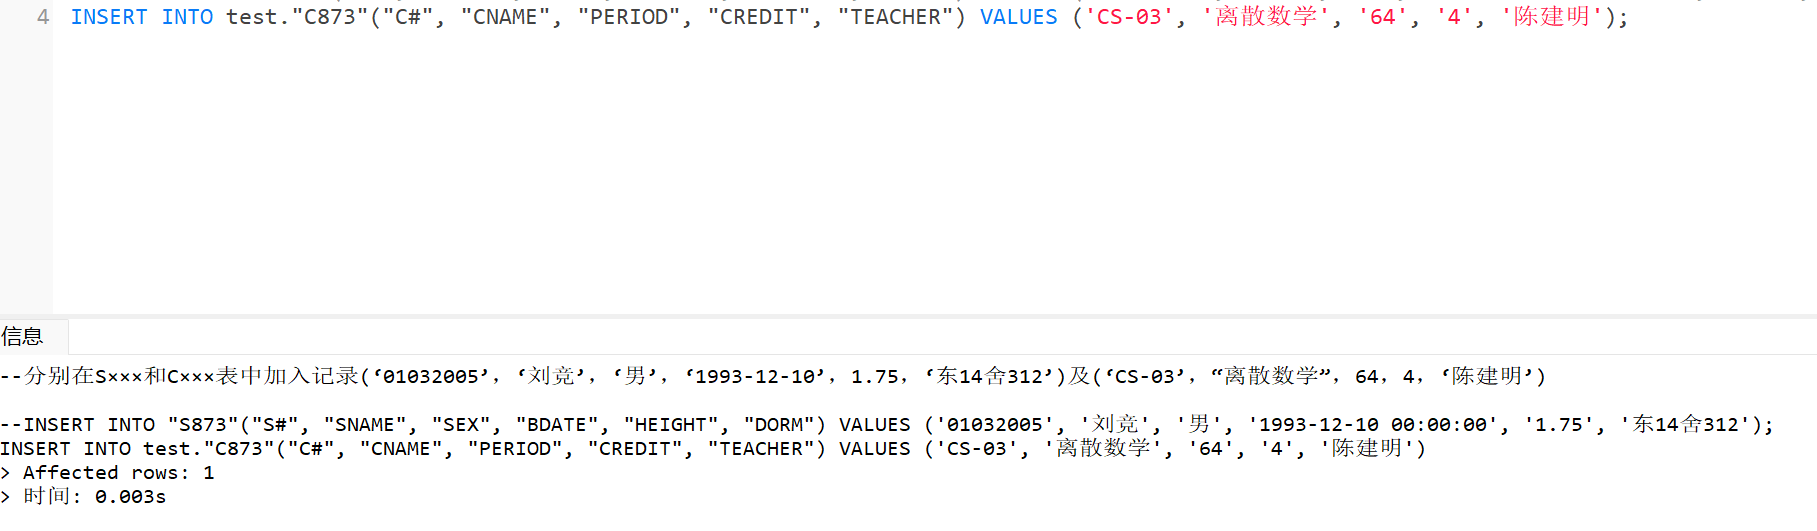 4 INSERT INTO test."C873"("C#", "CNAME", "PERIOD", "CREDIT", "TEACHER") VALUES ('CS-03', '离散数学', '64', '4', '陈建明');
信息
--分别在S×××和C×××表中加入记录(‘01032005’，‘刘竞’，‘男’，‘1993-12-10’，1.75，‘东14舍312’)及(‘CS-03’，“离散数学”，64，4，‘陈建明’)
--INSERT INTO "S873"("S#", "SNAME", "SEX", "BDATE", "HEIGHT", "DORM") VALUES ('01032005', '刘竞', '男', '1993-12-10 00:00:00', '1.75', '东14舍312');
INSERT INTO test."C873"("C#", "CNAME", "PERIOD", "CREDIT", "TEACHER") VALUES ('CS-03', '离散数学', '64', '4', '陈建明')
> Affected rows: 1
> 时间: 0.003s